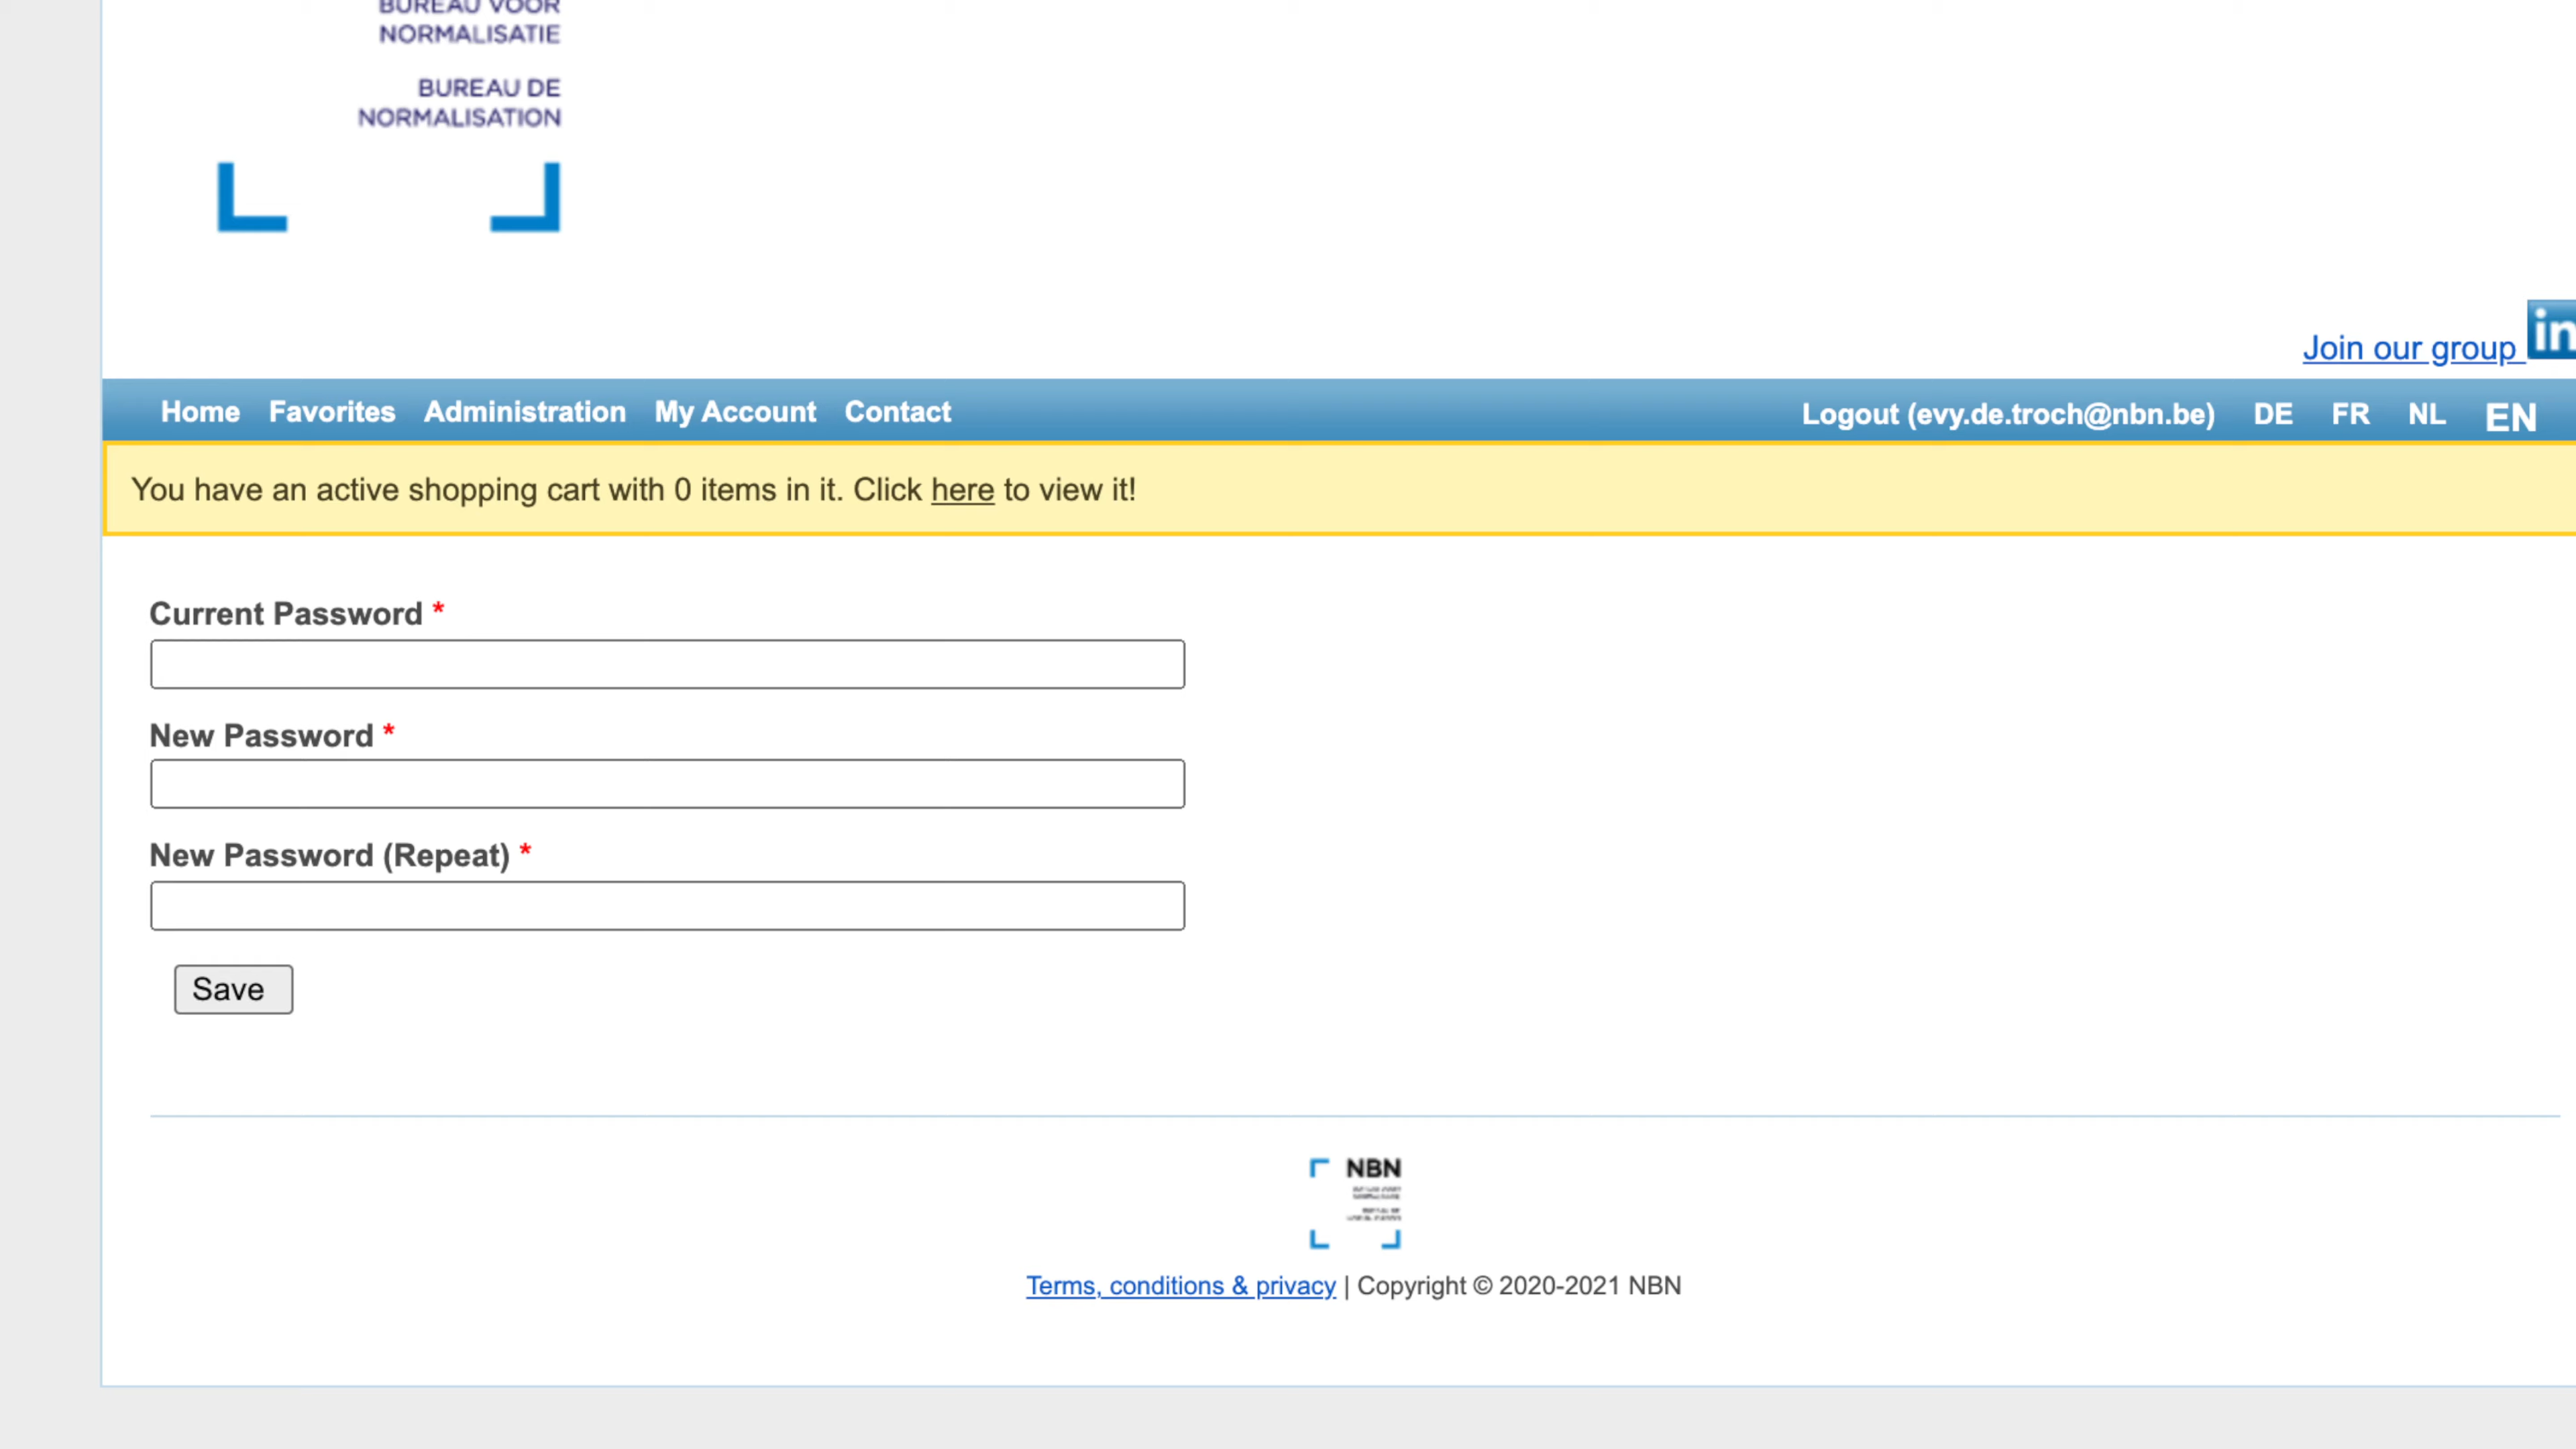 BUREAU VOOR
NORMALISATIE
BUREAU DE
NORMALISATION
Join our group in
Home Favorites Administration My Account Contact Logout (evy.de.troch@nbn.be) DE FR NL EN
You have an active shopping cart with 0 items in it. Click here to view it!
Current Password *
New Password *
New Password (Repeat) *
Save
NBN
Terms, conditions & privacy | Copyright © 2020-2021 NBN